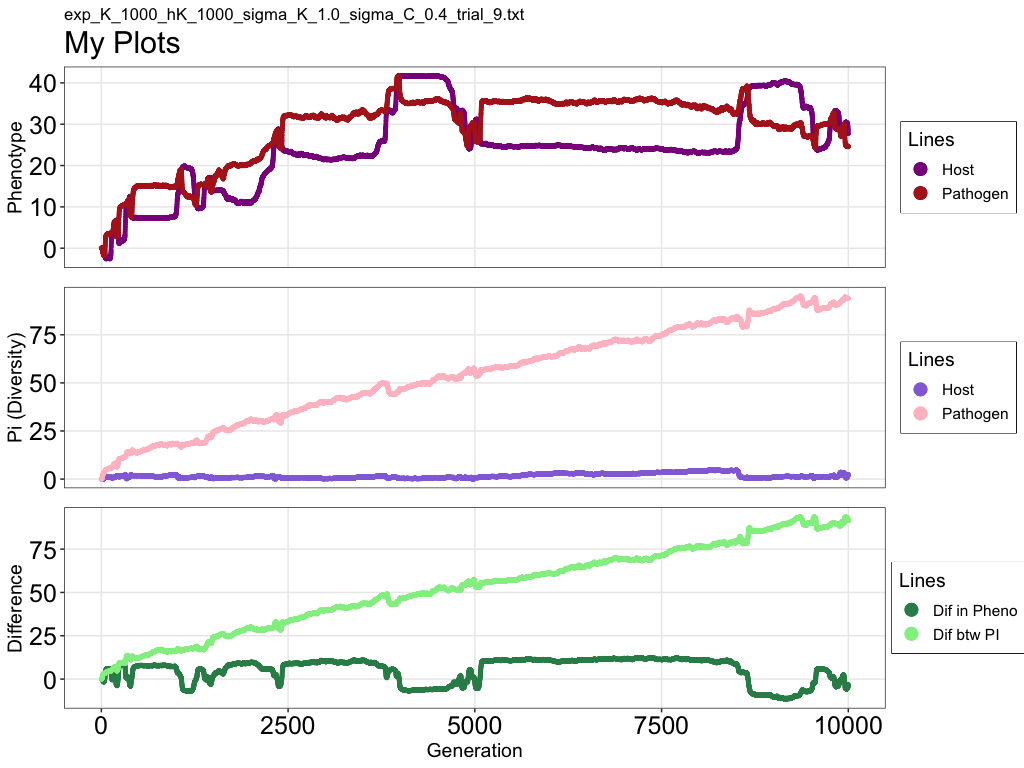 exp_K_1000_hK_1000_sigma_K_1.0_sigma_C_0.4_trial_9.txt
My Plots
40
30
20
10
0
Phenotype
Lines
Host
Pathogen
75
50
25
0
Pi (Diversity)
Lines
Host
Pathogen
75
50
25
0
Difference
Lines
Dif in Pheno
Dif btw PI
0 2500 5000 7500 10000
Generation